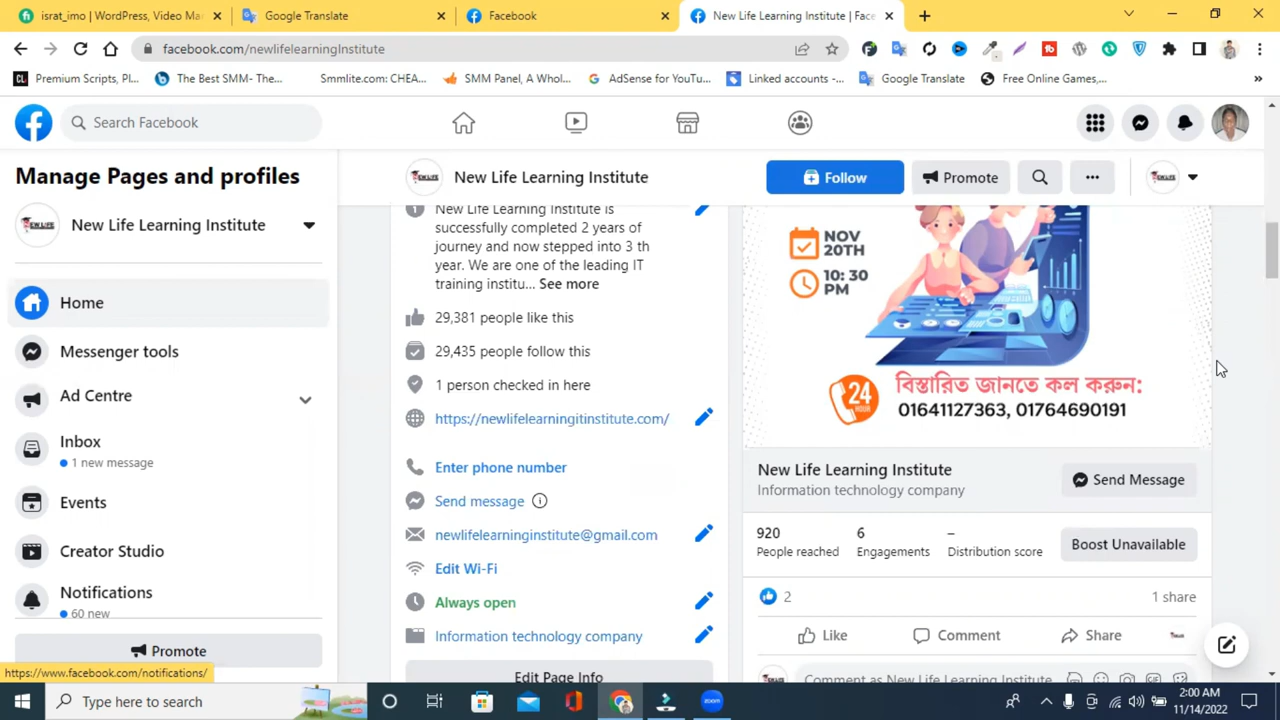 israt_imo | WordPress, Video Ma
Google Translate
Facebook
New Life Learning Institute | Face
facebook.com/newlifelearningInstitute
Premium Scripts, Pl...
The Best SMM- The...
Smmlite.com: CHEA...
SMM Panel, A Whol...
AdSense for YouTu...
Linked accounts -...
Google Translate
Free Online Games,...
Search Facebook
Manage Pages and profiles
New Life Learning Institute
Home
Messenger tools
Ad Centre
Inbox
1 new message
Events
Creator Studio
Notifications
60 new
Promote
https://www.facebook.com/notifications/
New Life Learning Institute
Follow
Promote
New Life Learning Institute is
successfully completed 2 years of
journey and now stepped into 3 th
year. We are one of the leading IT
training institu... See more
29,381 people like this
29,435 people follow this
1 person checked in here
https://newlifelearningitinstitute.com/
Enter phone number
Send message
newlifelearninginstitute@gmail.com
Edit Wi-Fi
Always open
Information technology company
Edit Page Info
NOV
20TH
10: 30
PM
24
HOUR
বিস্তারিত জানতে কল করুন:
01641127363, 01764690191
New Life Learning Institute
Information technology company
Send Message
920
People reached
6
Engagements
–
Distribution score
Boost Unavailable
2
1 share
Like
Comment
Share
Comment as New Life Learning Institute
Type here to search
zoom
2:00 AM
11/14/2022